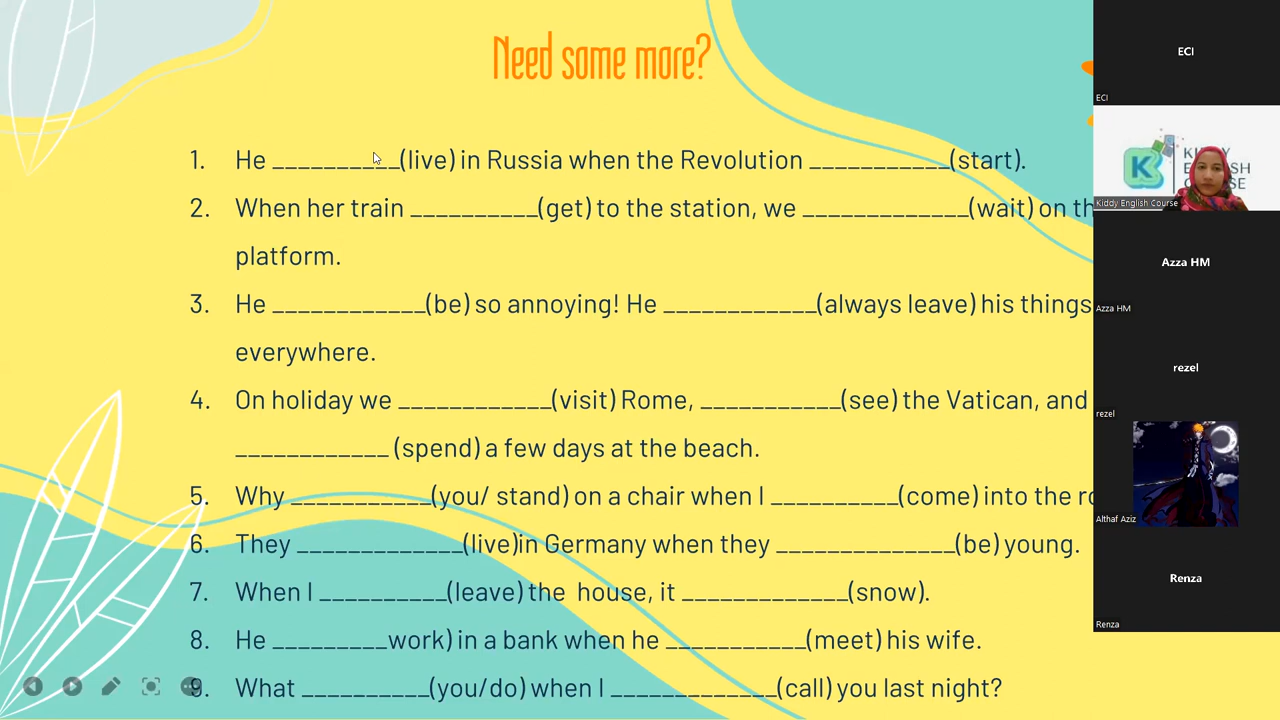 Need some more?
1. He __________(live) in Russia when the Revolution ___________(start).
2. When her train __________(get) to the station, we _____________(wait) on
platform.
3. He ____________(be) so annoying! He ____________(always leave) his things
everywhere.
4. On holiday we ____________(visit) Rome, ___________(see) the Vatican, and
____________ (spend) a few days at the beach.
5. Why ___________(you/ stand) on a chair when I __________(come) into the
6. They _____________(live)in Germany when they ______________(be) young.
7. When I __________(leave) the house, it _____________(snow).
8. He _________work) in a bank when he ___________(meet) his wife.
9. What __________(you/do) when I _____________(call) you last night?
ECI
ECI
Kiddy English Course
Azza HM
Azza HM
rezel
rezel
Althaf Aziz
Renza
Renza